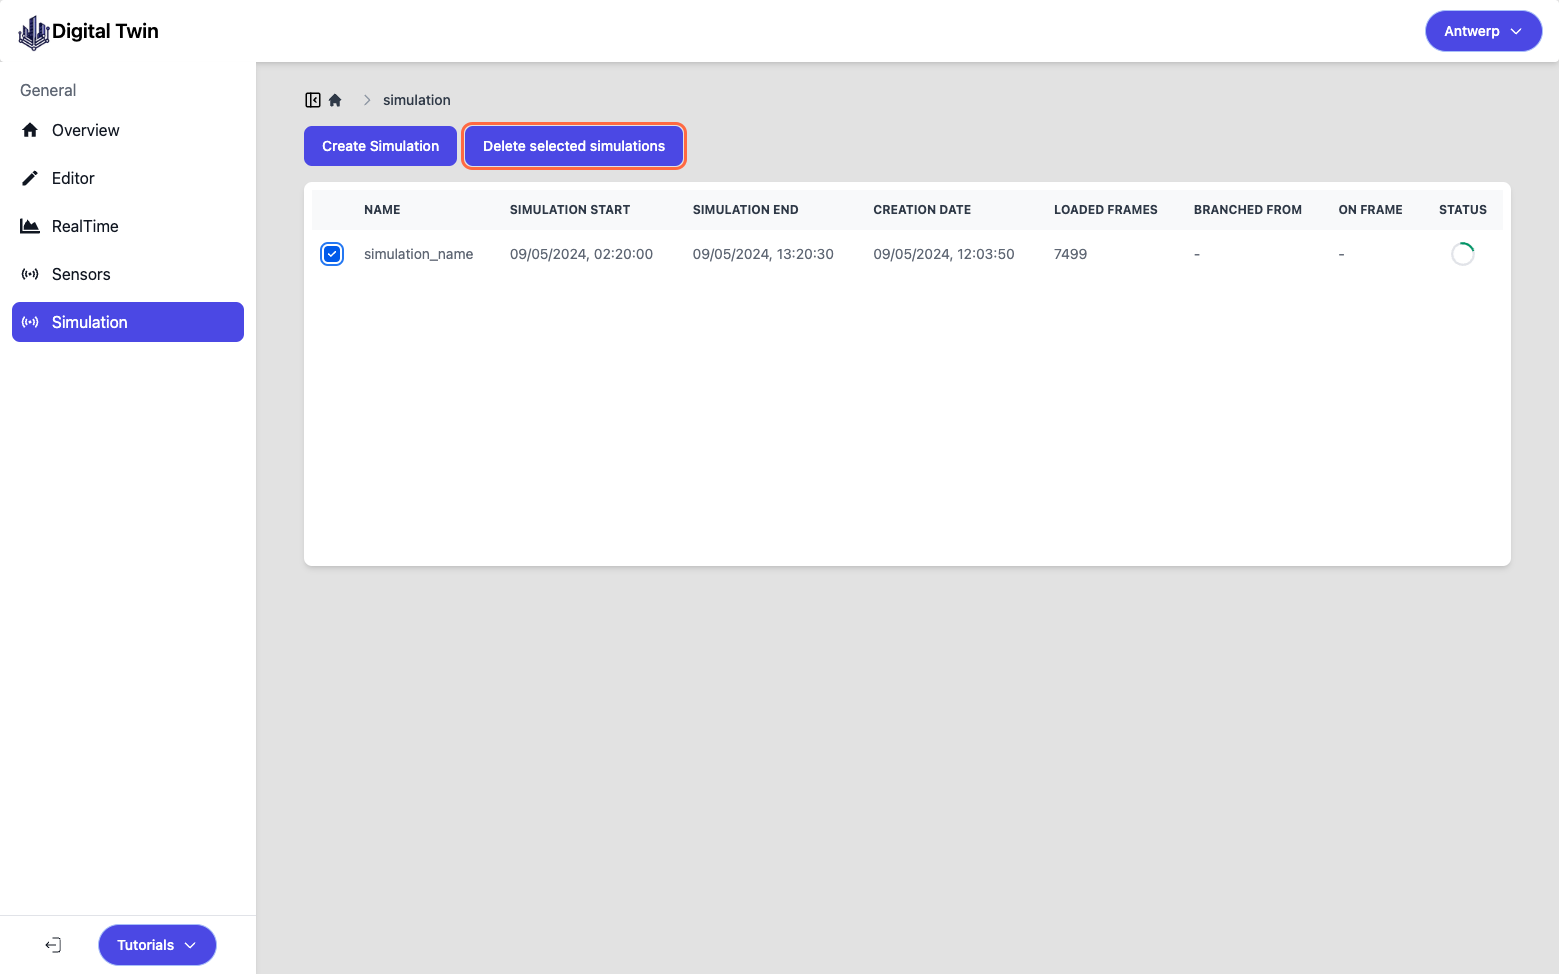 Digital Twin
Antwerp
General
Overview
Editor
RealTime
Sensors
Simulation
simulation
Create Simulation Delete selected simulations
NAME SIMULATION START SIMULATION END CREATION DATE LOADED FRAMES BRANCHED FROM ON FRAME STATUS
simulation_name 09/05/2024, 02:20:00 09/05/2024, 13:20:30 09/05/2024, 12:03:50 7499 - -
Tutorials